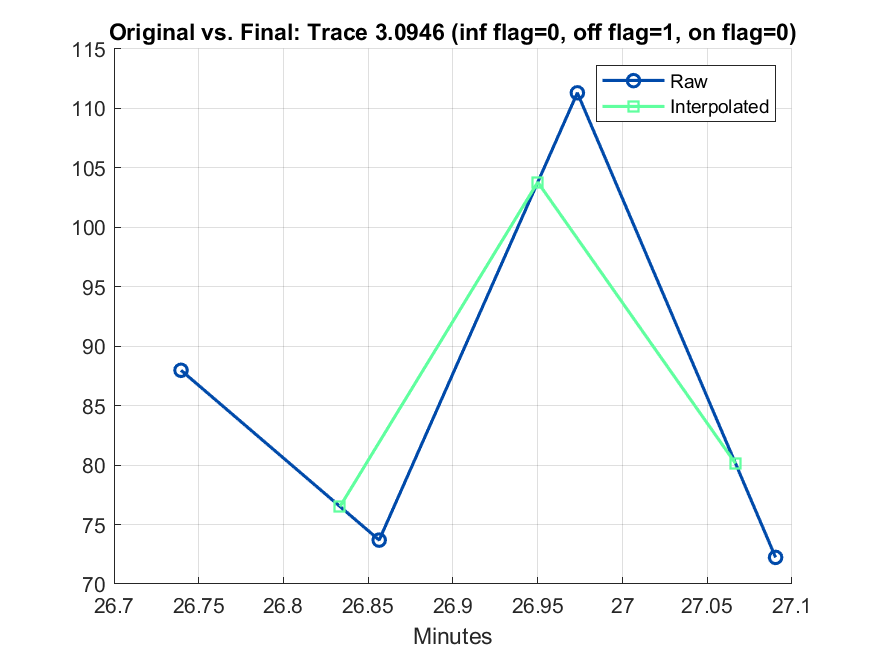 Original vs. Final: Trace 3.0946 (inf flag=0, off flag=1, on flag=0)
115
110
105
100
95
90
85
80
75
70
Raw
Interpolated
26.7 26.75 26.8 26.85 26.9 26.95 27 27.05 27.1
Minutes